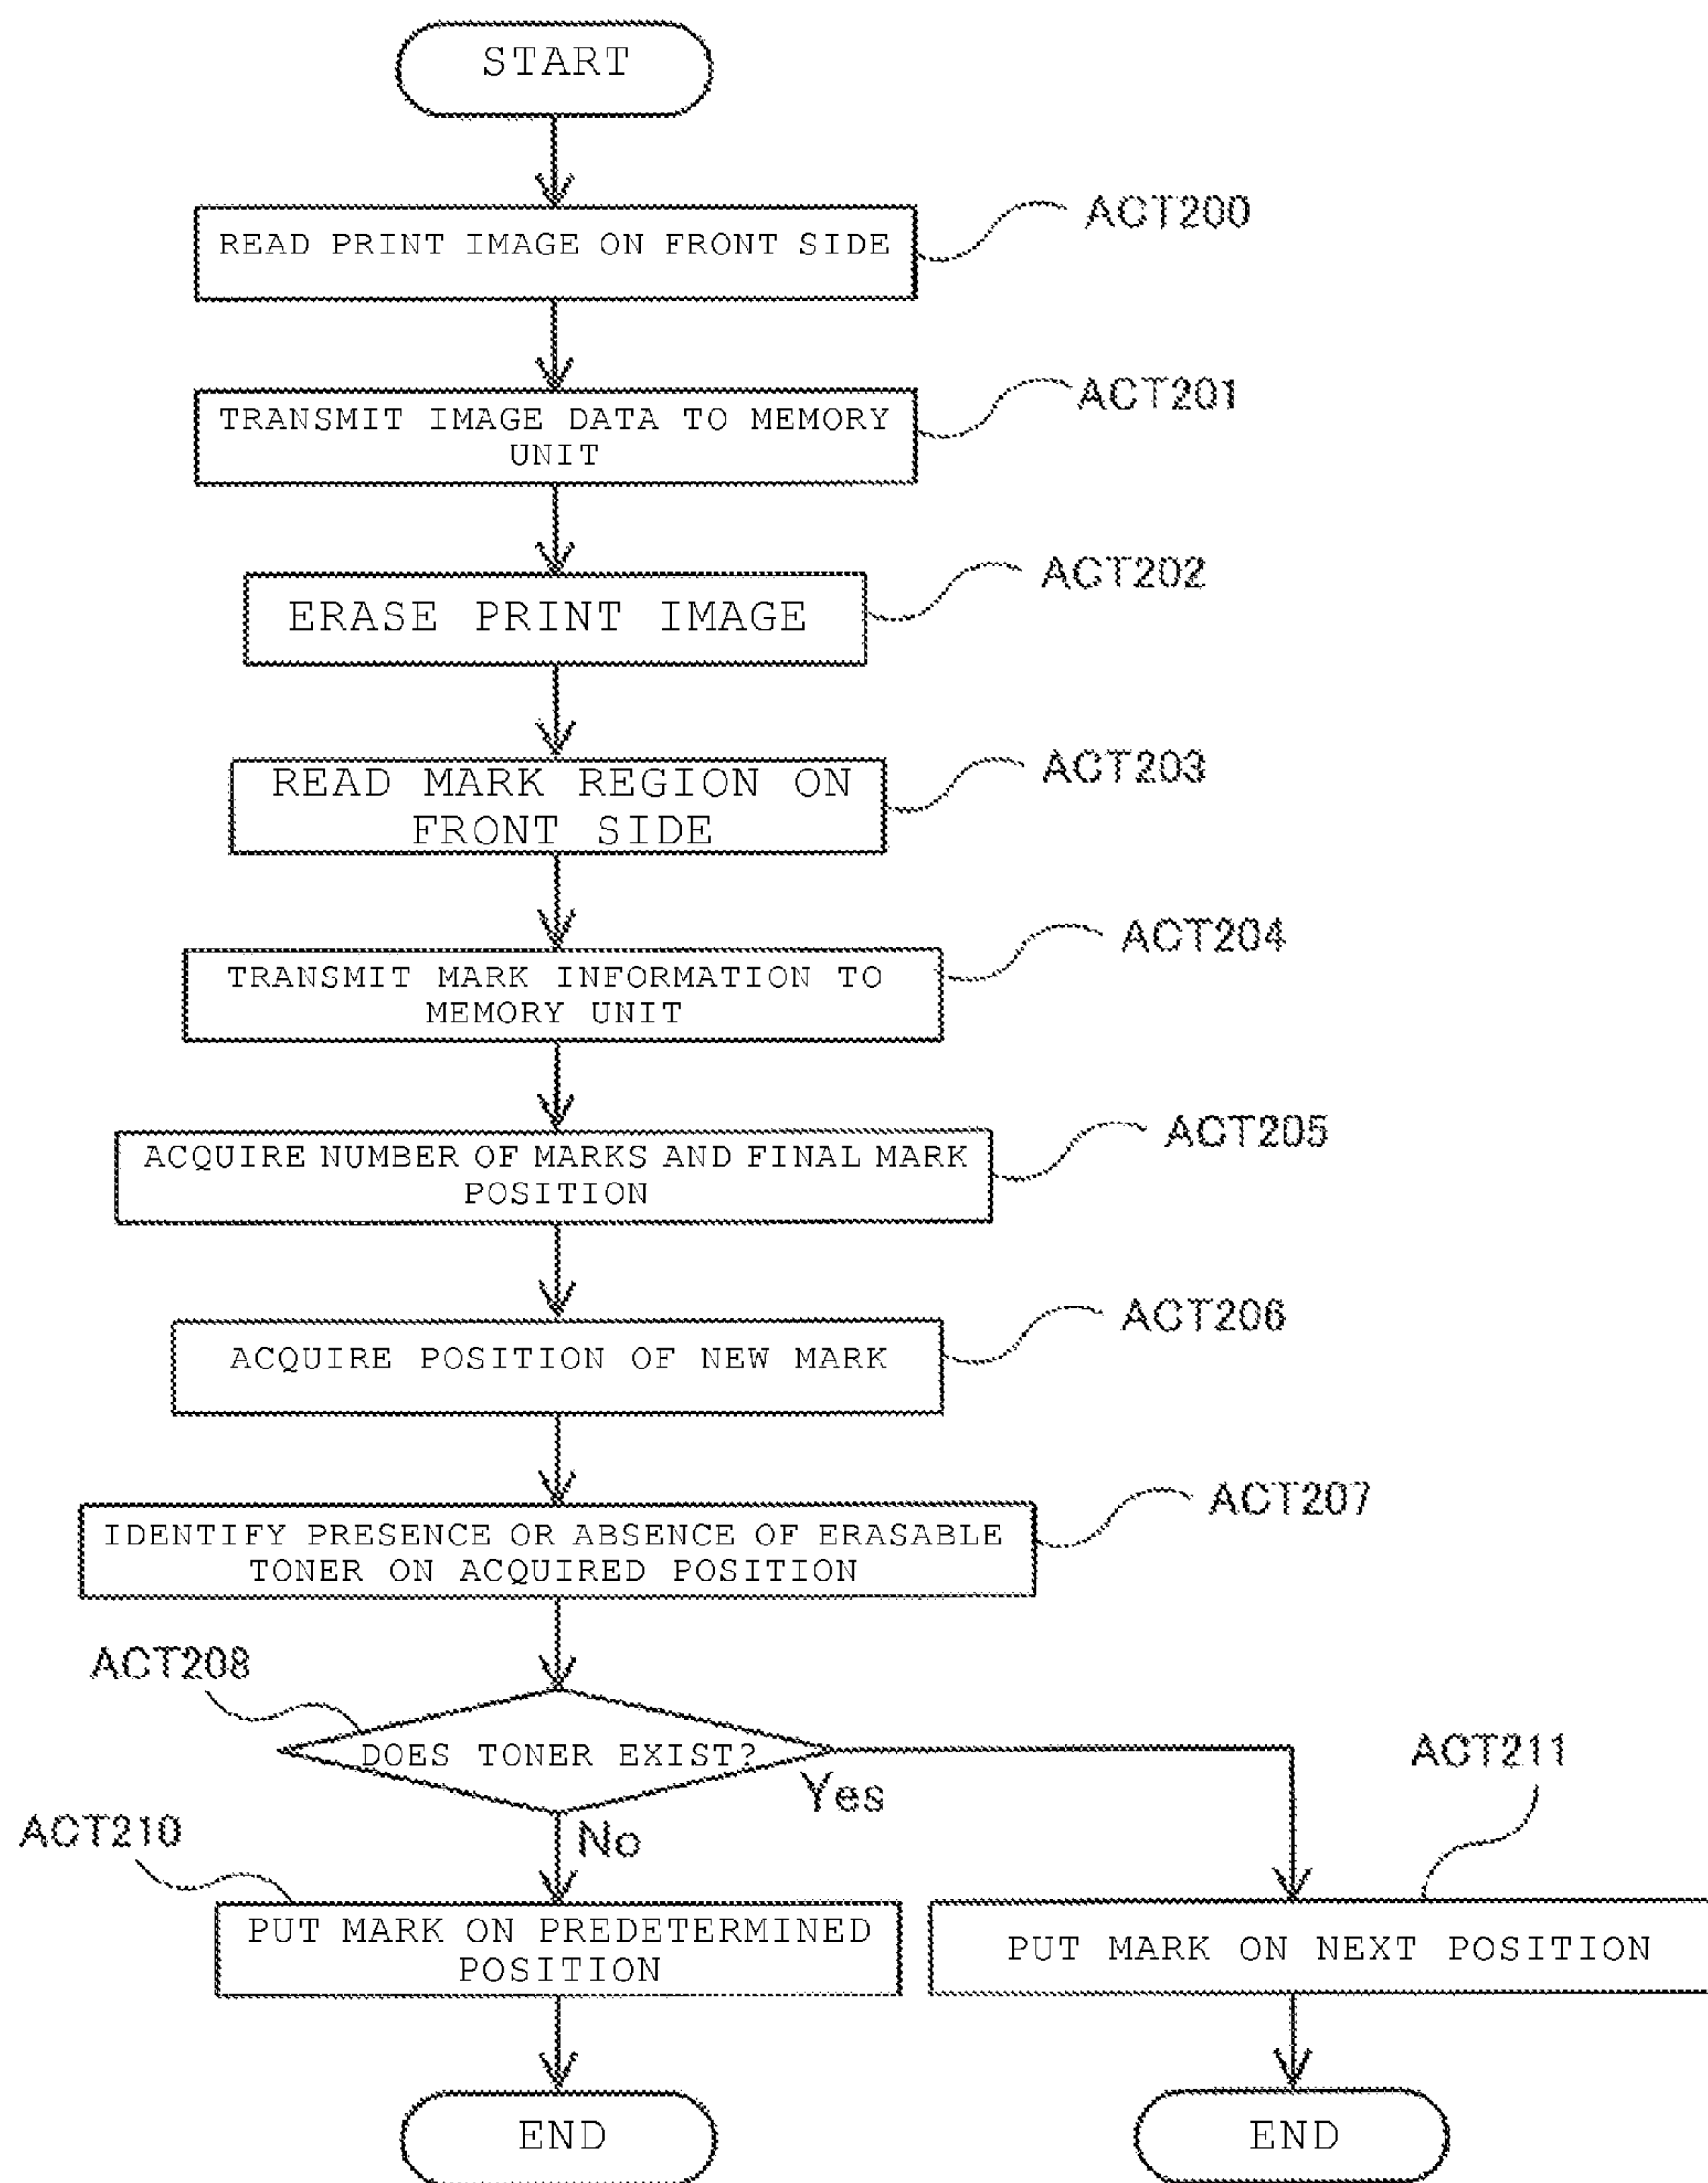 START
READ PRINT IMAGE ON FRONT SIDE
ACT200
TRANSMIT IMAGE DATA TO MEMORY
UNIT
ACT201
ERASE PRINT IMAGE
ACT202
READ MARK REGION ON
FRONT SIDE
ACT203
TRANSMIT MARK INFORMATION TO
MEMORY UNIT
ACT204
ACQUIRE NUMBER OF MARKS AND FINAL MARK
POSITION
ACT205
ACQUIRE POSITION OF NEW MARK
ACT206
IDENTIFY PRESENCE OR ABSENCE OF ERASABLE
TONER ON ACQUIRED POSITION
ACT207
ACT208
DOES TONER EXIST?
Yes
No
ACT210
PUT MARK ON PREDETERMINED
POSITION
ACT211
PUT MARK ON NEXT POSITION
END
END